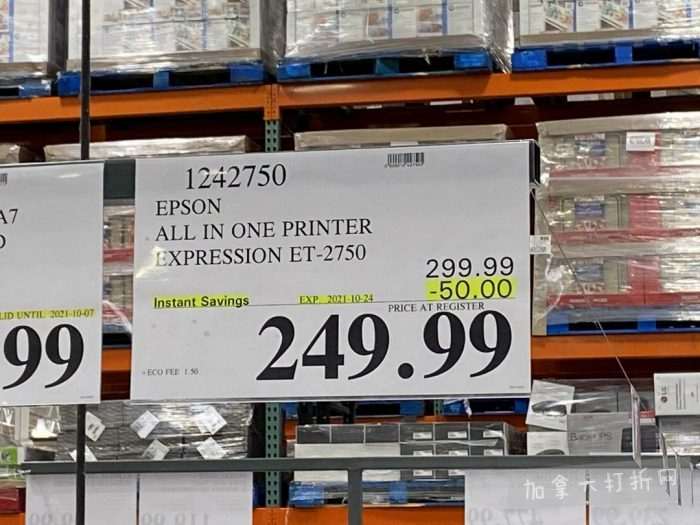 1242750
EPSON
ALL IN ONE PRINTER
EXPRESSION ET-2750
299.99
Instant Savings EXP. 2021-10-24 -50.00
PRICE AT REGISTER
249.99
+ECO FEE 1.50
A7
LID UNTIL 2021-10-07
99
LG
加拿大打折网